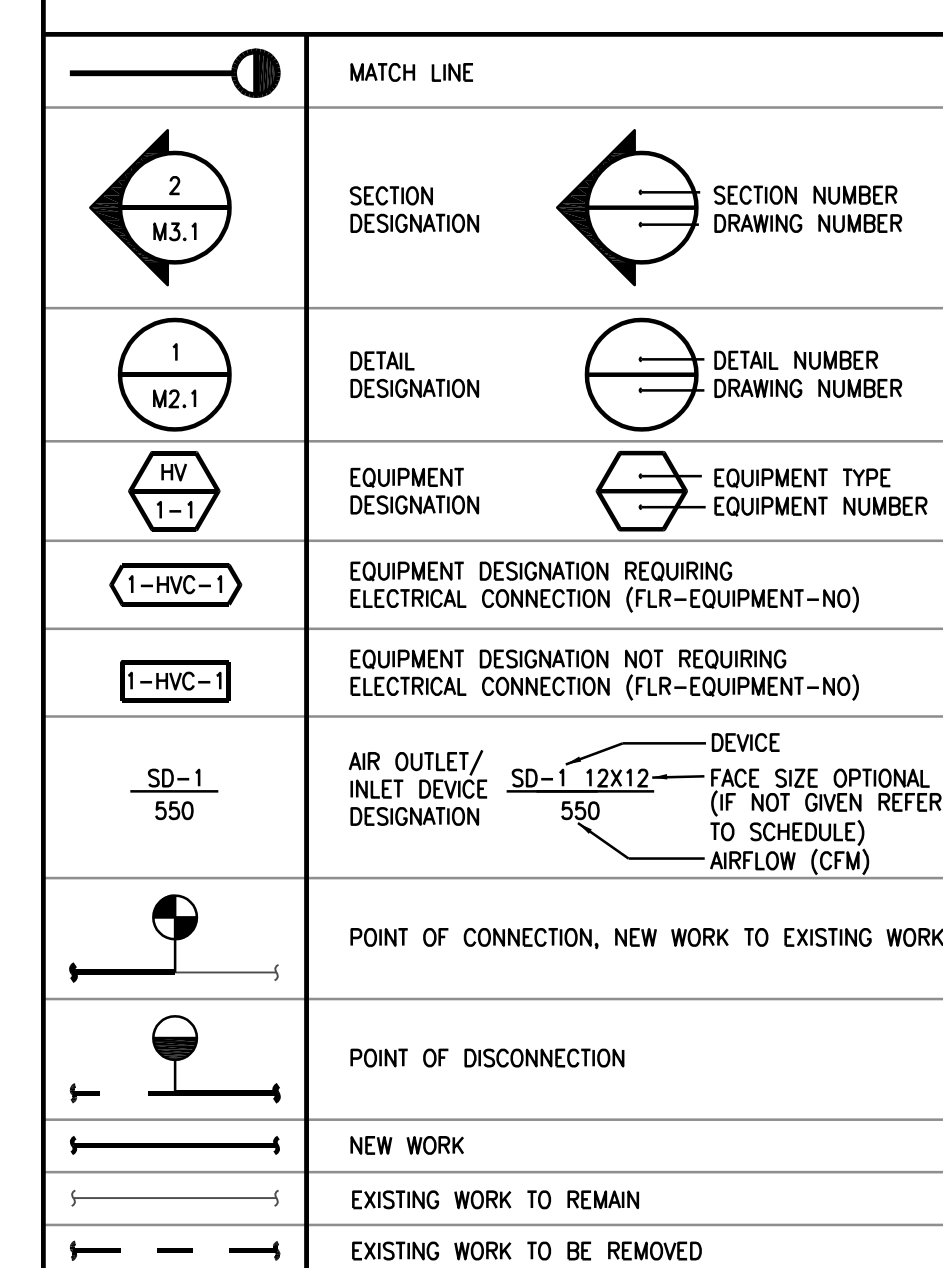 MATCH LINE
2
M3.1
SECTION
DESIGNATION
SECTION NUMBER
DRAWING NUMBER
1
M2.1
DETAIL
DESIGNATION
DETAIL NUMBER
DRAWING NUMBER
HV
1-1
EQUIPMENT
DESIGNATION
EQUIPMENT TYPE
EQUIPMENT NUMBER
1-HVC-1
EQUIPMENT DESIGNATION REQUIRING
ELECTRICAL CONNECTION (FLR-EQUIPMENT-NO)
1-HVC-1
EQUIPMENT DESIGNATION NOT REQUIRING
ELECTRICAL CONNECTION (FLR-EQUIPMENT-NO)
SD-1
550
AIR OUTLET/
INLET DEVICE
DESIGNATION
SD-1 12X12
550
DEVICE
FACE SIZE OPTIONAL
(IF NOT GIVEN REFER
TO SCHEDULE)
AIRFLOW (CFM)
POINT OF CONNECTION, NEW WORK TO EXISTING WORK
POINT OF DISCONNECTION
NEW WORK
EXISTING WORK TO REMAIN
EXISTING WORK TO BE REMOVED